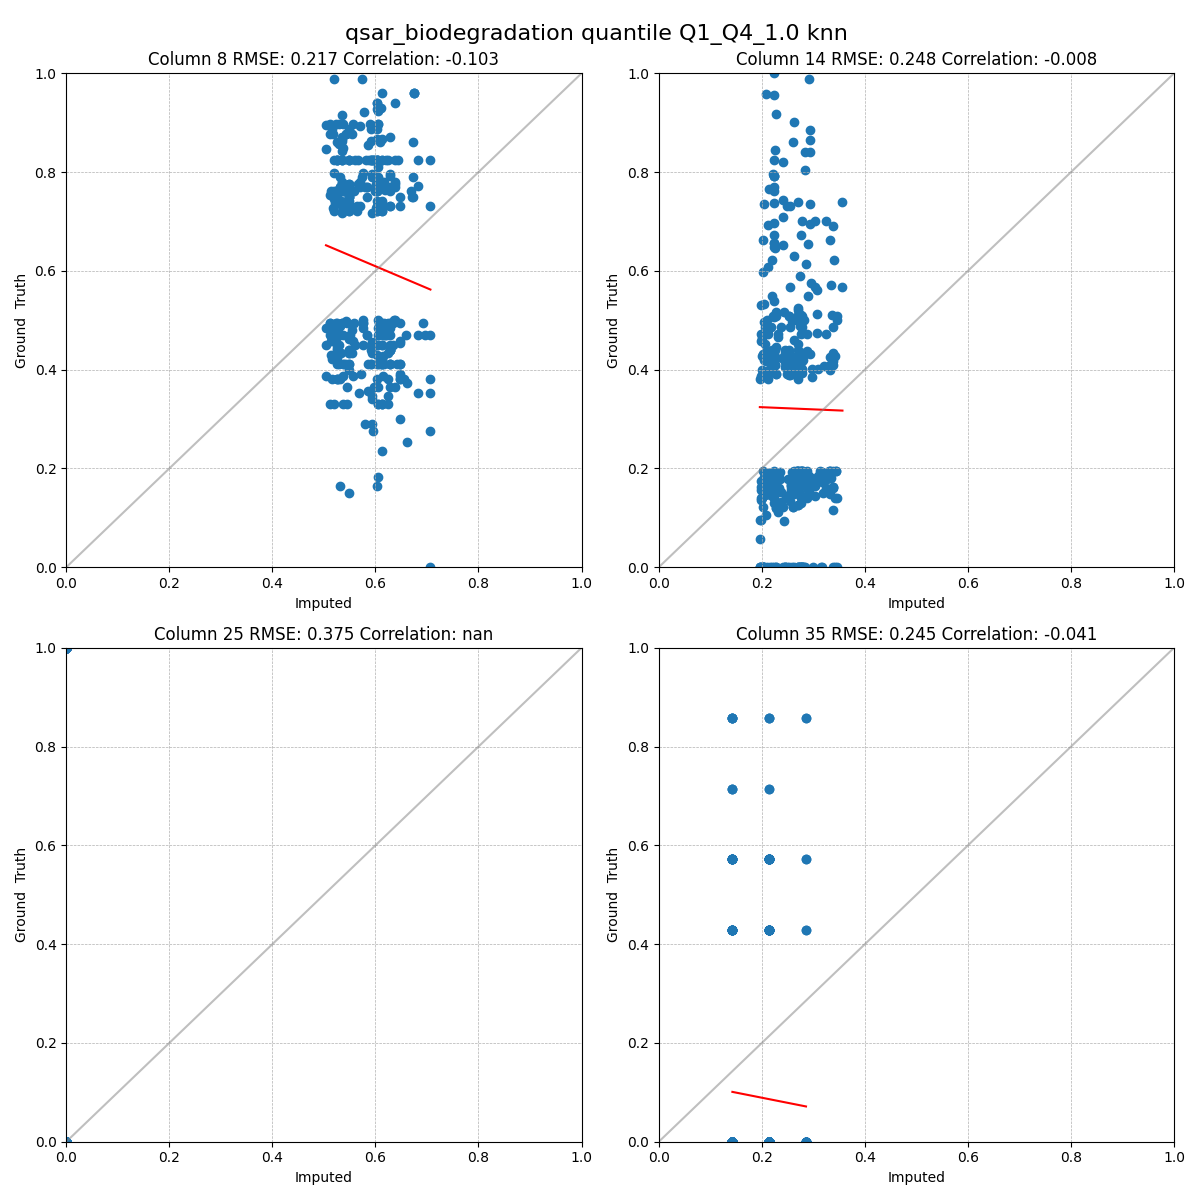 qsar_biodegradation quantile Q1_Q4_1.0 knn
Column 8 RMSE: 0.217 Correlation: -0.103
1.0
0.8
0.6
0.4
0.2
0.0
Ground Truth
0.0 0.2 0.4 0.6 0.8 1.0
Imputed
Column 14 RMSE: 0.248 Correlation: -0.008
1.0
0.8
0.6
0.4
0.2
0.0
Ground Truth
0.0 0.2 0.4 0.6 0.8 1.0
Imputed
Column 25 RMSE: 0.375 Correlation: nan
1.0
0.8
0.6
0.4
0.2
0.0
Ground Truth
0.0 0.2 0.4 0.6 0.8 1.0
Imputed
Column 35 RMSE: 0.245 Correlation: -0.041
1.0
0.8
0.6
0.4
0.2
0.0
Ground Truth
0.0 0.2 0.4 0.6 0.8 1.0
Imputed